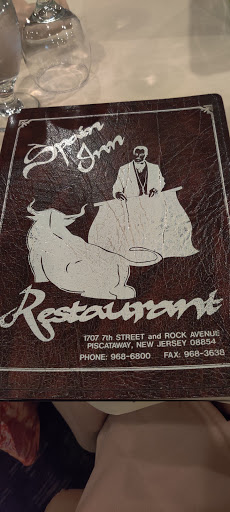 Spain
Inn
Restaurant
1707 7th STREET and ROCK AVENUE
PISCATAWAY, NEW JERSEY 08854
PHONE: 968-6800 FAX: 968-3638